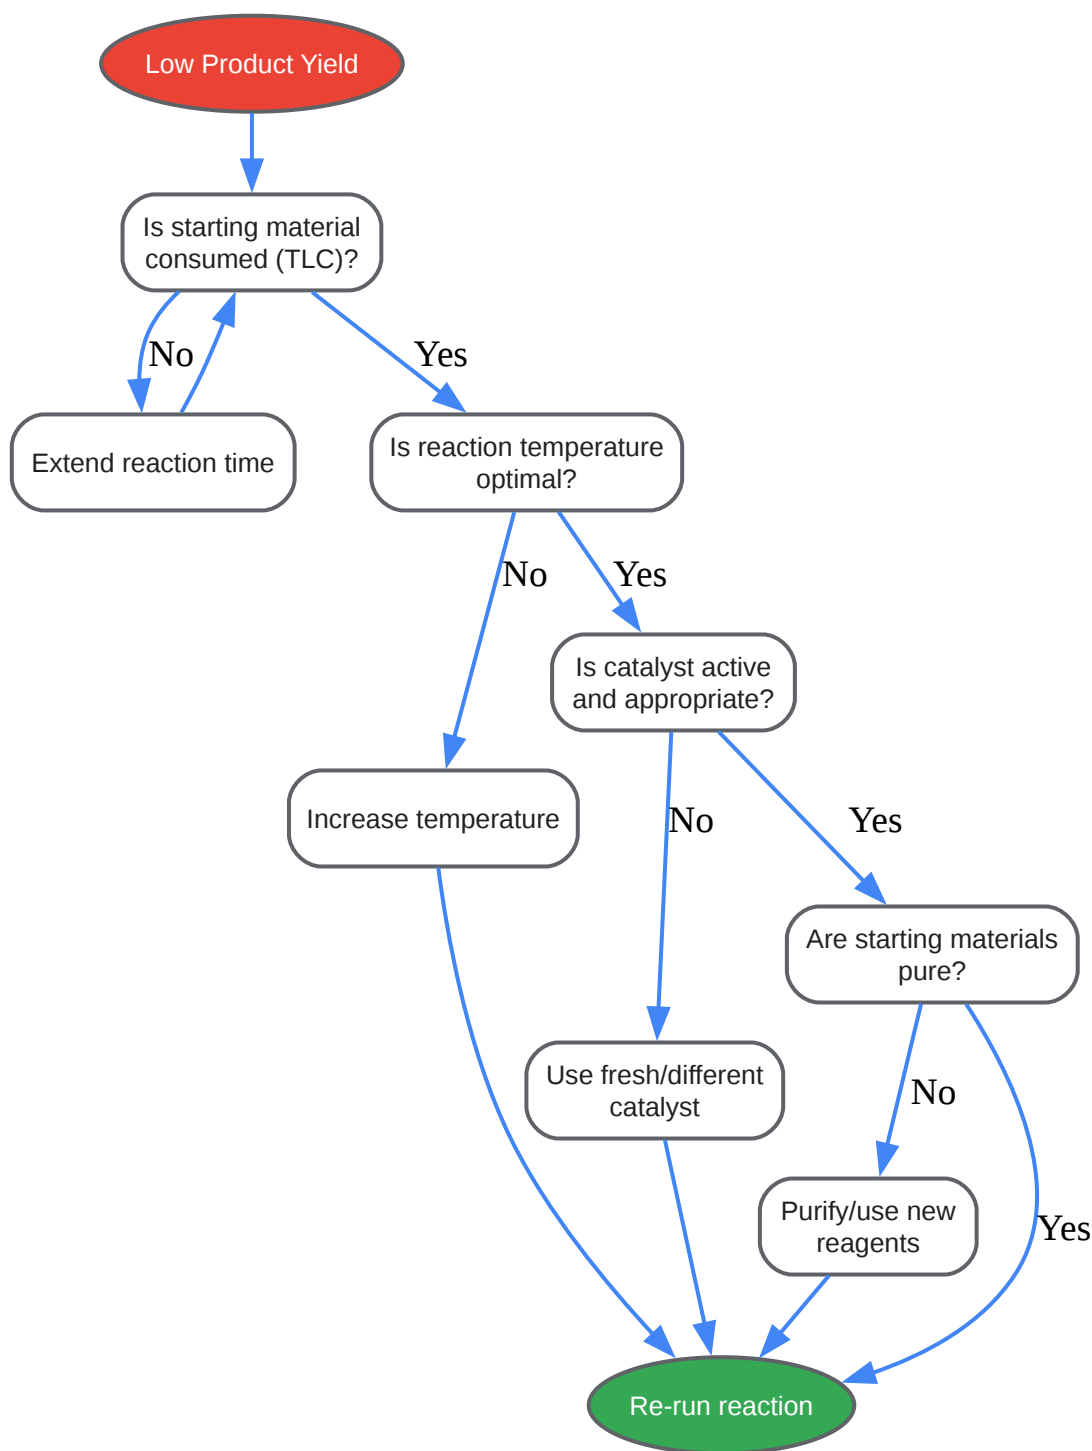 Low Product Yield
Is starting material
consumed (TLC)?
No
Yes
Extend reaction time
Is reaction temperature
optimal?
No
Yes
Is catalyst active
and appropriate?
Increase temperature
No
Yes
Are starting materials
pure?
Use fresh/different
catalyst
No
Purify/use new
reagents
Yes
Re-run reaction